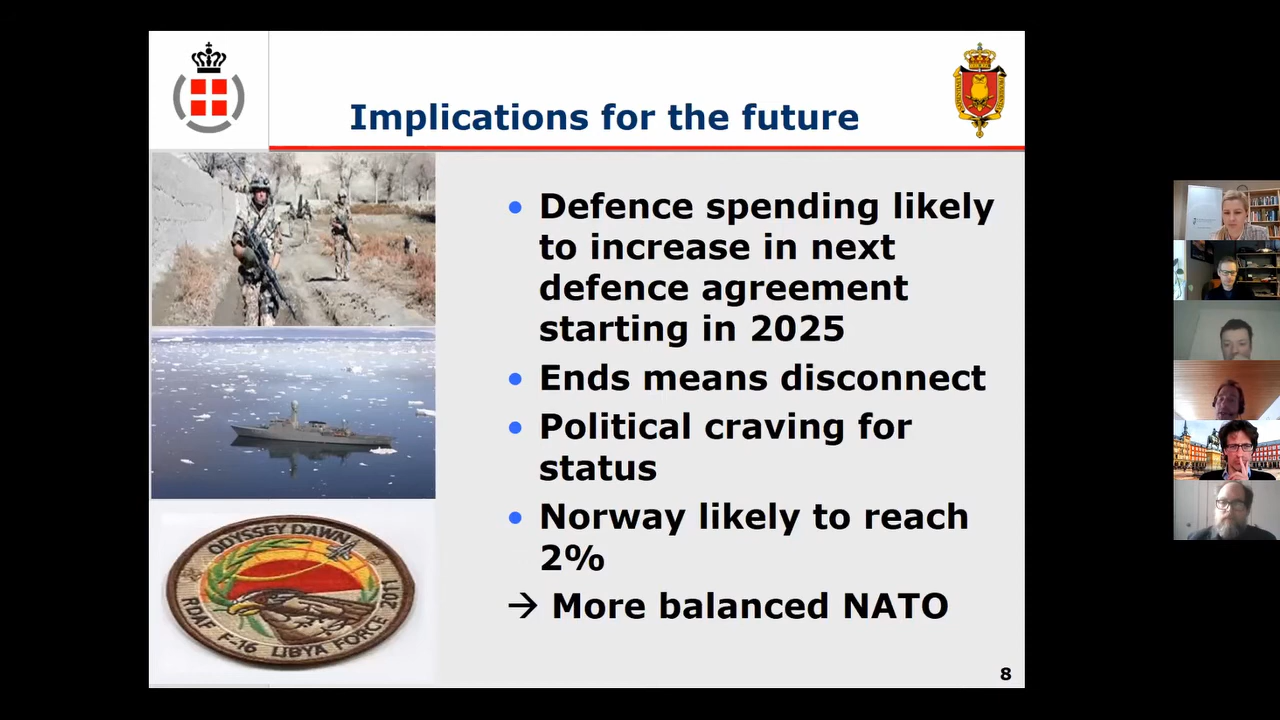 Implications for the future
• Defence spending likely
to increase in next
defence agreement
starting in 2025
• Ends means disconnect
• Political craving for
status
• Norway likely to reach
2%
→ More balanced NATO
ODYSSEY DAWN
RDAF F-16 LIBYA FORCE 2011
8